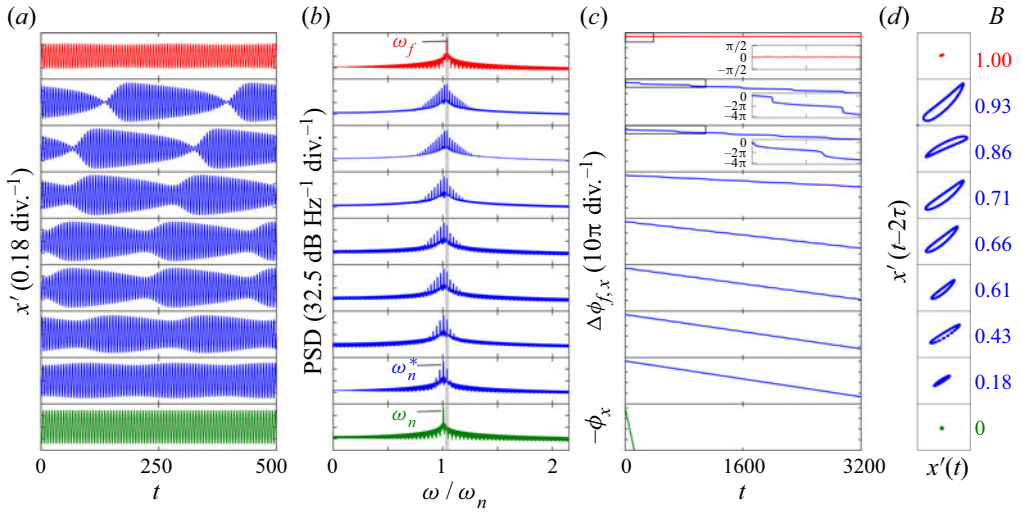 (a) (b) (c) (d) B
ω_f π/2 1.00
0
−π/2
0 0.93
−2π
−4π
0 0.86
−2π
−4π
0.71
0.66
0.61
0.43
ω_n^* 0.18
ω_n 0
x′ (0.18 div.⁻¹)
PSD (32.5 dB Hz⁻¹ div.⁻¹)
Δϕ_{f,x} (10π div.⁻¹)
−ϕ_x
x′(t−2τ)
0 250 500 0 1 2 0 1600 3200 x′(t)
t ω / ω_n t